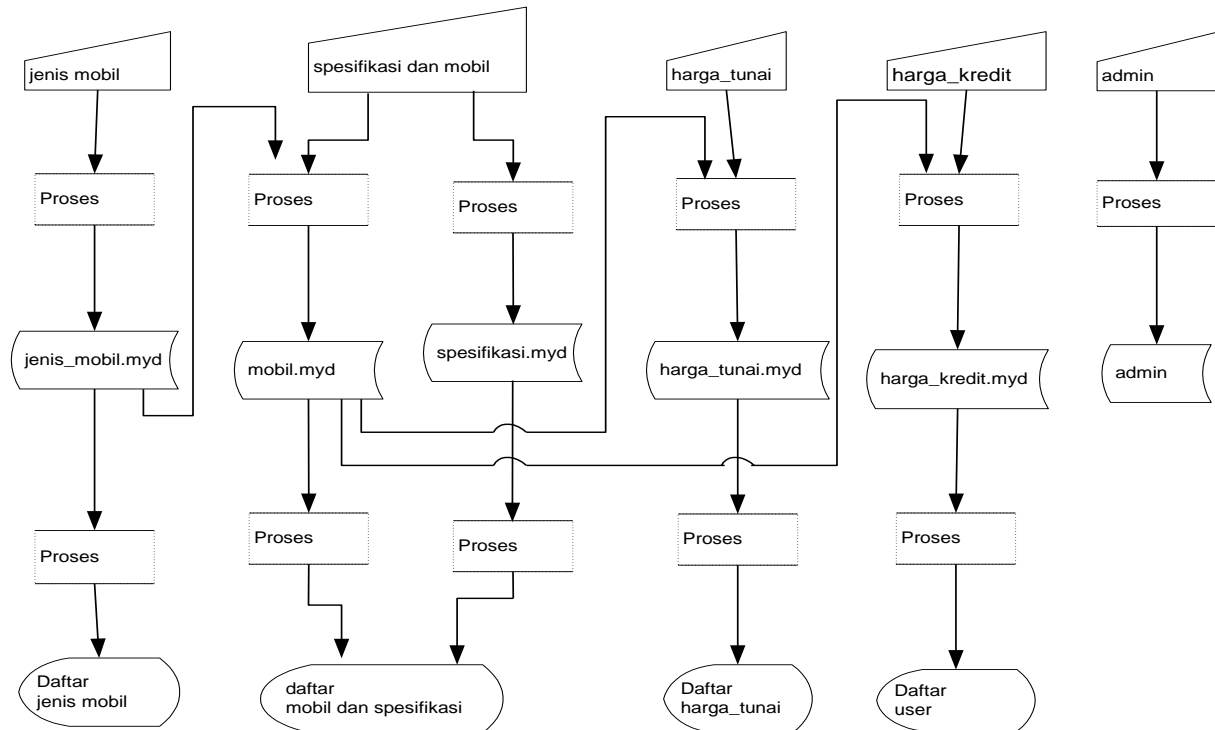 jenis mobil
spesifikasi dan mobil
harga_tunai
harga_kredit
admin
Proses
Proses
Proses
Proses
Proses
Proses
jenis_mobil.myd
mobil.myd
spesifikasi.myd
harga_tunai.myd
harga_kredit.myd
admin
Proses
Proses
Proses
Proses
Proses
Daftar
jenis mobil
daftar
mobil dan spesifikasi
Daftar
harga_tunai
Daftar
user